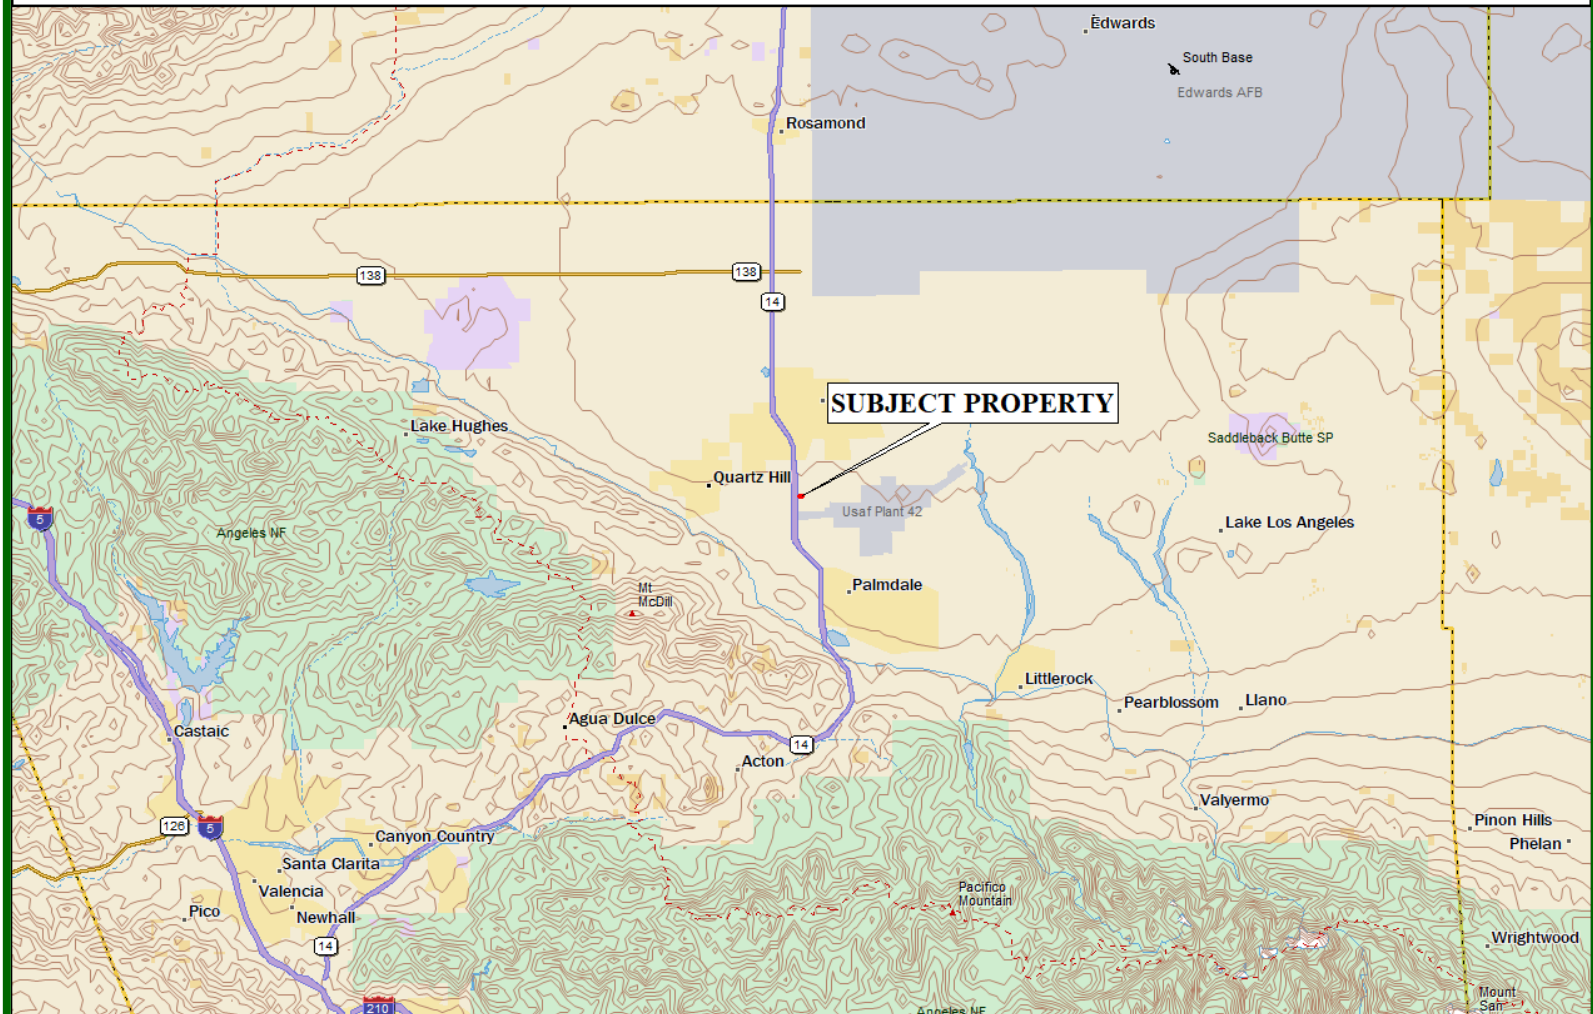 Edwards
South Base
Edwards AFB
Rosamond
138
138
14
SUBJECT PROPERTY
Lake Hughes
Saddleback Butte SP
Quartz Hill
Usaf Plant 42
5
Angeles NF
Lake Los Angeles
Mt
McDill
Palmdale
Littlerock
Pearblossom
Llano
Agua Dulce
Castaic
14
Acton
Valyermo
126
5
Canyon Country
Pinon Hills
Phelan
Santa Clarita
Valencia
Pacifico
Mountain
Pico
Newhall
14
Wrightwood
Mount
San
210
Angeles NF